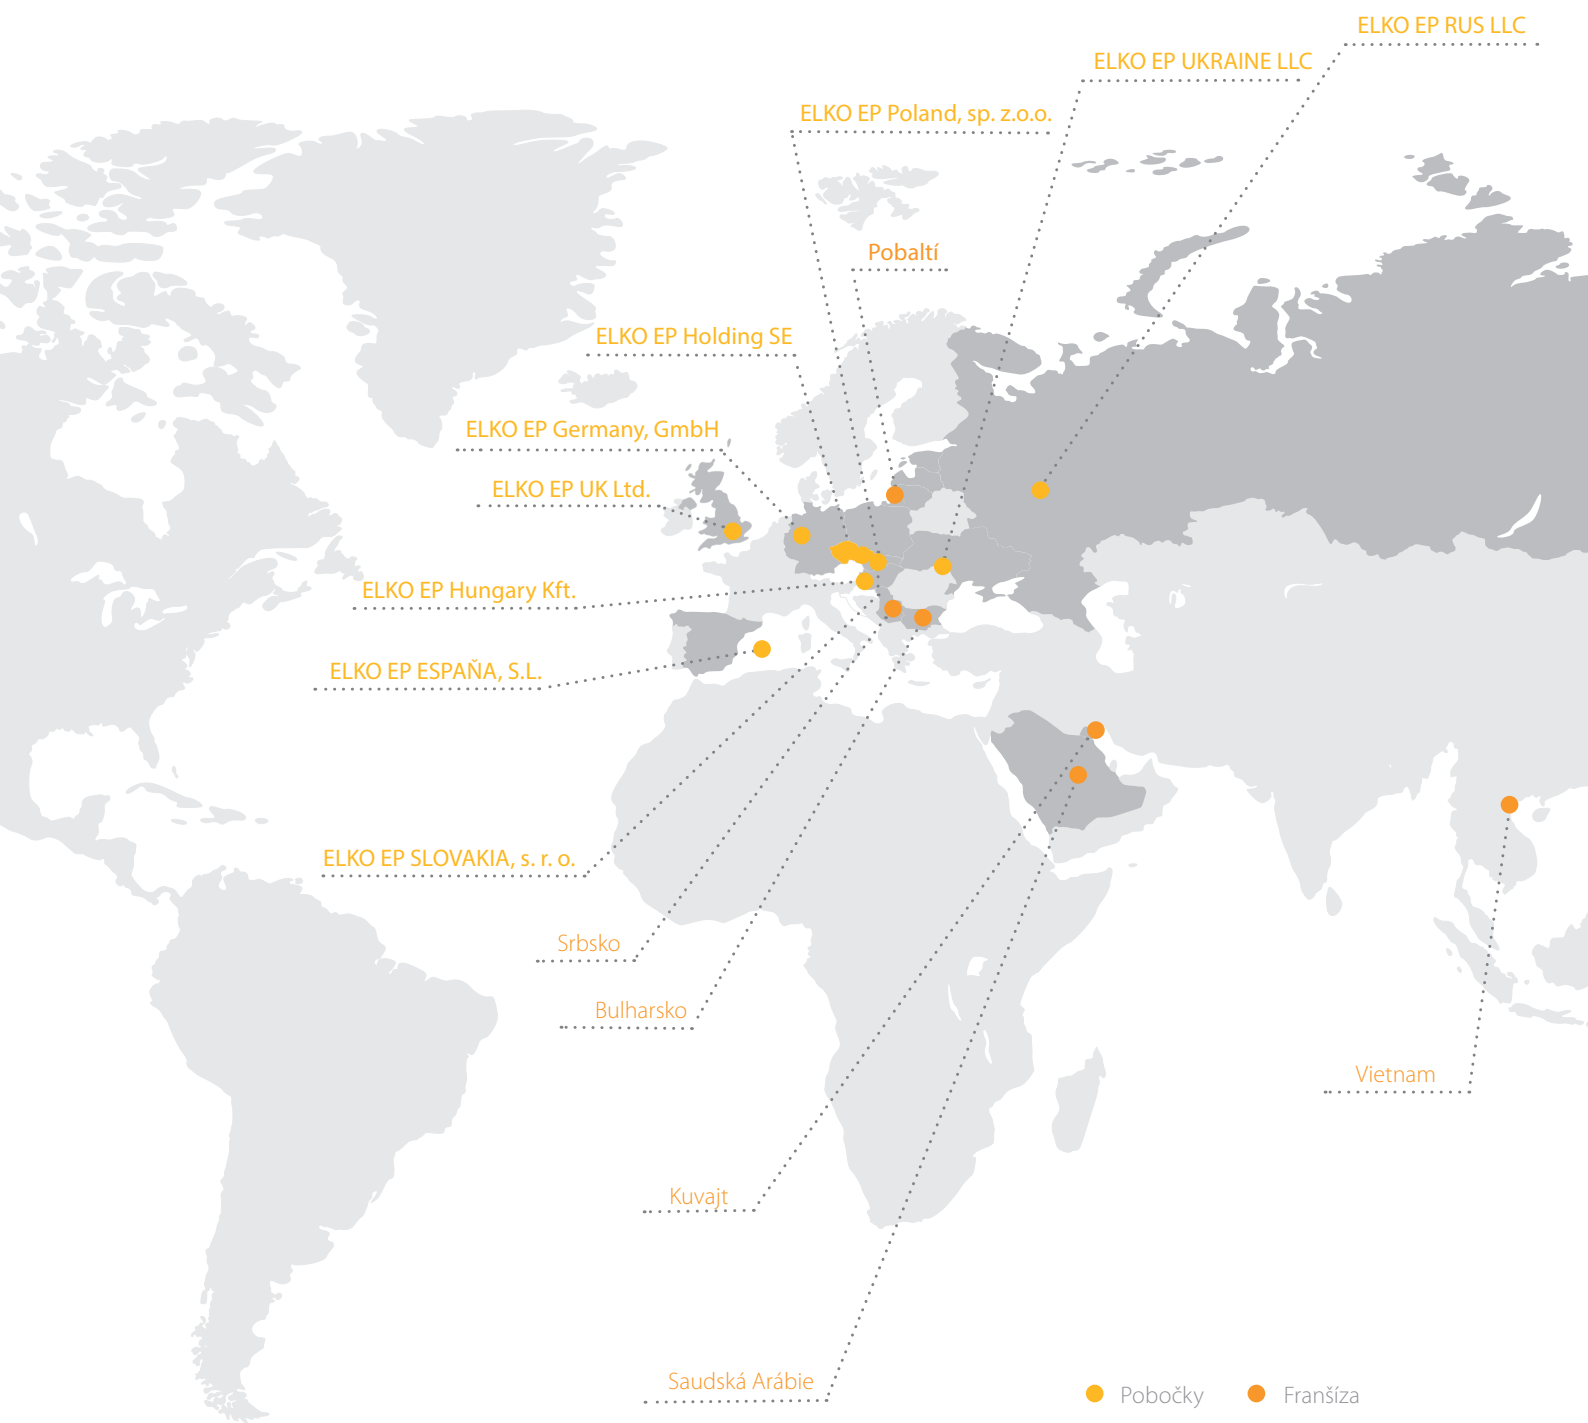 ELKO EP RUS LLC
ELKO EP UKRAINE LLC
ELKO EP Poland, sp. z.o.o.
Pobaltí
ELKO EP Holding SE
ELKO EP Germany, GmbH
ELKO EP UK Ltd.
ELKO EP Hungary Kft.
ELKO EP ESPAŇA, S.L.
ELKO EP SLOVAKIA, s. r. o.
Srbsko
Bulharsko
Vietnam
Kuvajt
Saudská Arábie
Pobočky
Franšíza